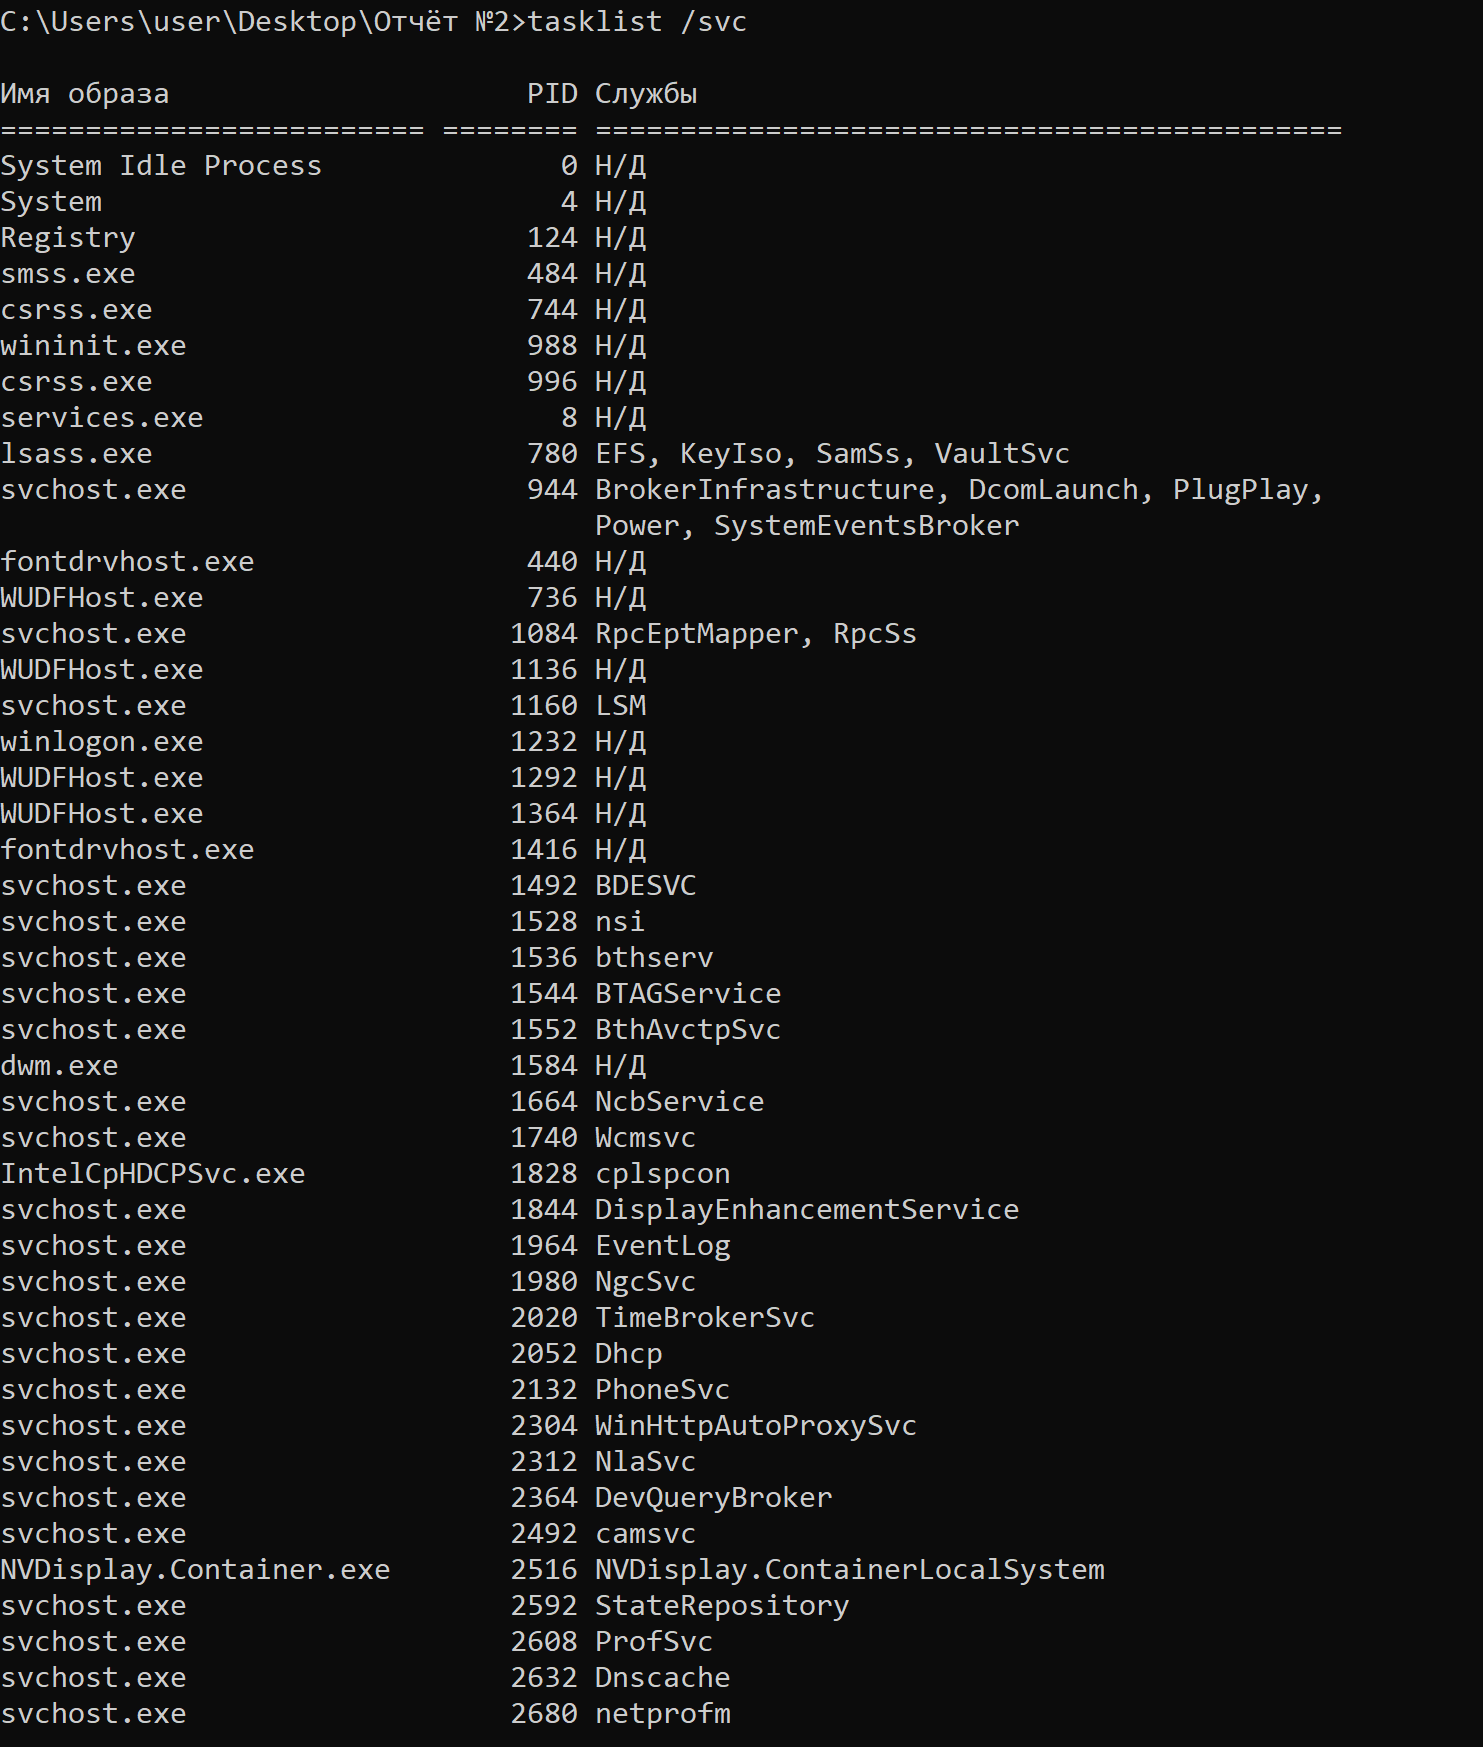 C:\Users\user\Desktop\Отчёт №2>tasklist /svc

Имя образа                     PID Службы
========================= ======== ============================================
System Idle Process              0 Н/Д
System                           4 Н/Д
Registry                       124 Н/Д
smss.exe                       484 Н/Д
csrss.exe                      744 Н/Д
wininit.exe                    988 Н/Д
csrss.exe                      996 Н/Д
services.exe                     8 Н/Д
lsass.exe                      780 EFS, KeyIso, SamSs, VaultSvc
svchost.exe                    944 BrokerInfrastructure, DcomLaunch, PlugPlay,
                                   Power, SystemEventsBroker
fontdrvhost.exe                440 Н/Д
WUDFHost.exe                   736 Н/Д
svchost.exe                   1084 RpcEptMapper, RpcSs
WUDFHost.exe                  1136 Н/Д
svchost.exe                   1160 LSM
winlogon.exe                  1232 Н/Д
WUDFHost.exe                  1292 Н/Д
WUDFHost.exe                  1364 Н/Д
fontdrvhost.exe               1416 Н/Д
svchost.exe                   1492 BDESVC
svchost.exe                   1528 nsi
svchost.exe                   1536 bthserv
svchost.exe                   1544 BTAGService
svchost.exe                   1552 BthAvctpSvc
dwm.exe                       1584 Н/Д
svchost.exe                   1664 NcbService
svchost.exe                   1740 Wcmsvc
IntelCpHDCPSvc.exe            1828 cplspcon
svchost.exe                   1844 DisplayEnhancementService
svchost.exe                   1964 EventLog
svchost.exe                   1980 NgcSvc
svchost.exe                   2020 TimeBrokerSvc
svchost.exe                   2052 Dhcp
svchost.exe                   2132 PhoneSvc
svchost.exe                   2304 WinHttpAutoProxySvc
svchost.exe                   2312 NlaSvc
svchost.exe                   2364 DevQueryBroker
svchost.exe                   2492 camsvc
NVDisplay.Container.exe       2516 NVDisplay.ContainerLocalSystem
svchost.exe                   2592 StateRepository
svchost.exe                   2608 ProfSvc
svchost.exe                   2632 Dnscache
svchost.exe                   2680 netprofm